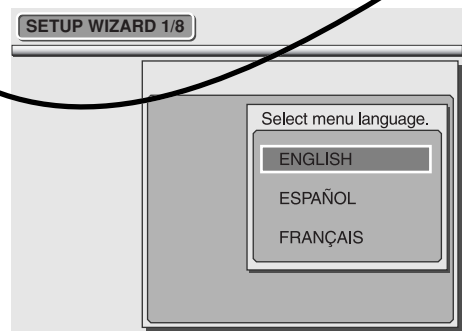 SETUP WIZARD 1/8
Select menu language.
ENGLISH
ESPAÑOL
FRANÇAIS